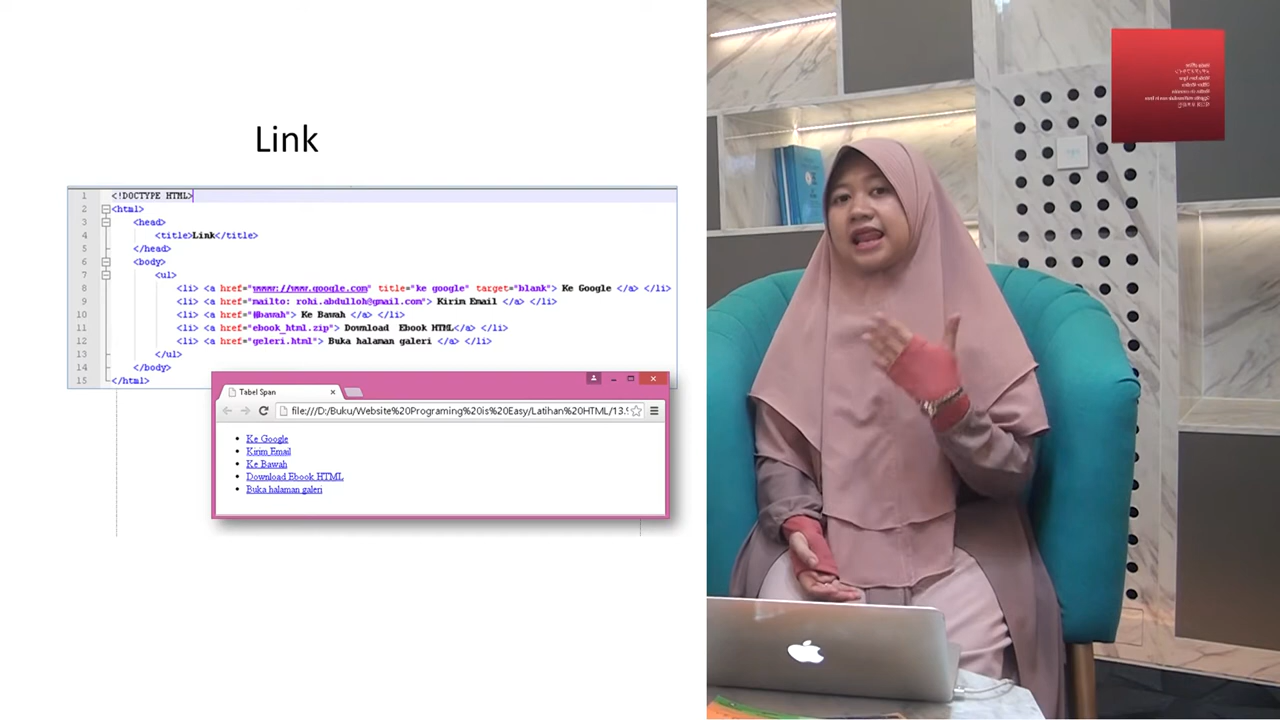 Link
1 <!DOCTYPE HTML>
2 <html>
3 <head>
4 <title>Link</title>
5 </head>
6 <body>
7 <ul>
8 <li> <a href="wwww://www.google.com" title="ke google" target="blank"> Ke Google </a> </li>
9 <li> <a href="mailto: rohi.abdulloh@gmail.com"> Kirim Email </a> </li>
10 <li> <a href="#bawah"> Ke Bawah </a> </li>
11 <li> <a href="ebook_html.zip"> Download Ebook HTML</a> </li>
12 <li> <a href="geleri.html"> Buka halaman galeri </a> </li>
13 </ul>
14 </body>
15 </html>
Tabel Span
file:///D:/Buku/Website%20Programing%20is%20Easy/Latihan%20HTML/13.
Ke Google
Kirim Email
Ke Bawah
Download Ebook HTML
Buka halaman galeri